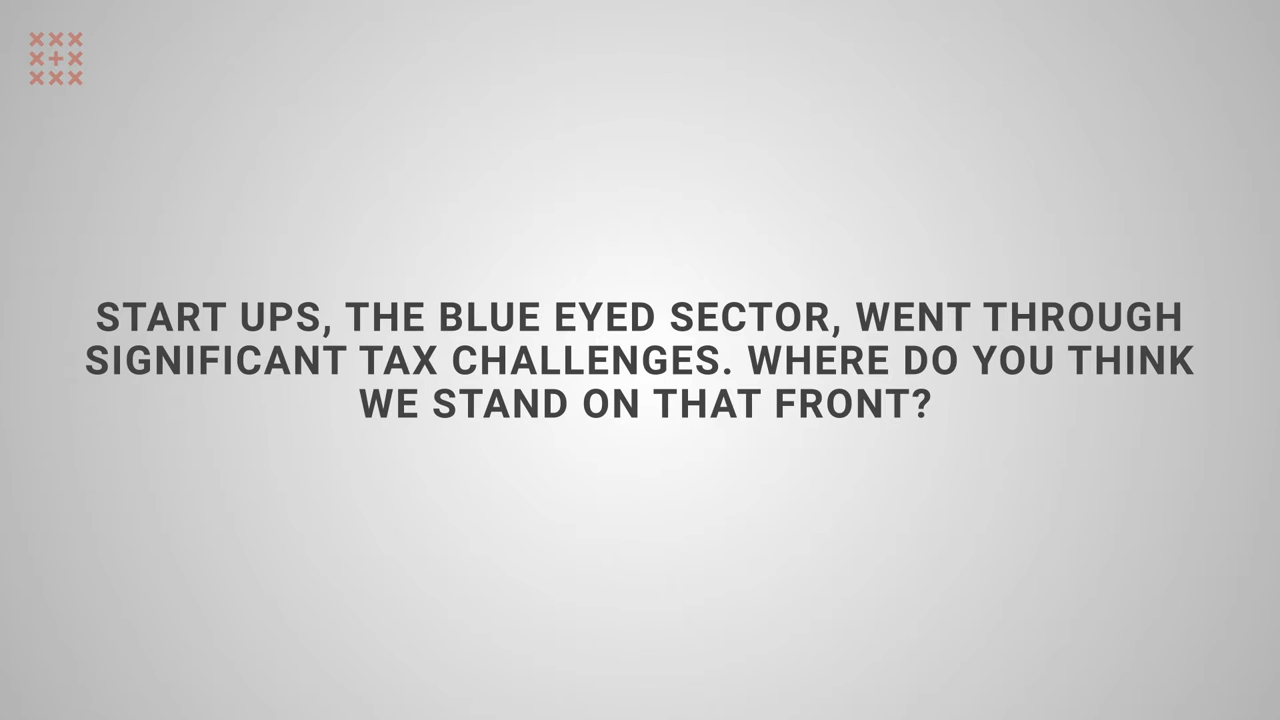 START UPS, THE BLUE EYED SECTOR, WENT THROUGH
SIGNIFICANT TAX CHALLENGES. WHERE DO YOU THINK
WE STAND ON THAT FRONT?